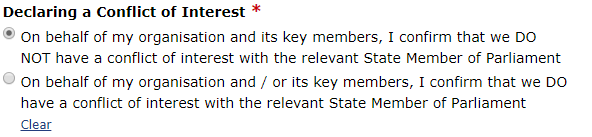 Declaring a Conflict of Interest *
On behalf of my organisation and its key members, I confirm that we DO
NOT have a conflict of interest with the relevant State Member of Parliament
On behalf of my organisation and / or its key members, I confirm that we DO
have a conflict of interest with the relevant State Member of Parliament
Clear